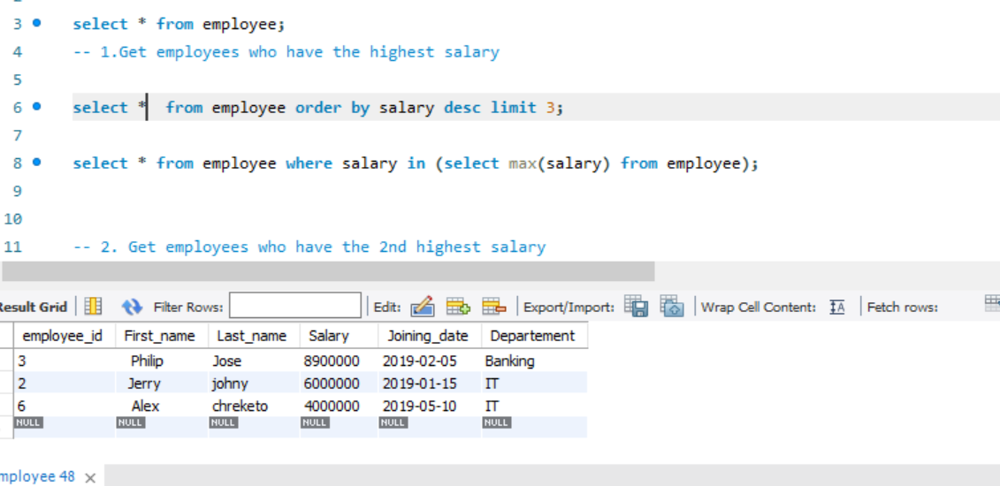 3 select * from employee;
4 -- 1.Get employees who have the highest salary
5
6 select * from employee order by salary desc limit 3;
7
8 select * from employee where salary in (select max(salary) from employee);
9
10
11 -- 2. Get employees who have the 2nd highest salary
Result Grid Filter Rows: Edit: Export/Import: Wrap Cell Content: IA Fetch rows:
employee_id First_name Last_name Salary Joining_date Departement
3 Philip Jose 8900000 2019-02-05 Banking
2 Jerry johny 6000000 2019-01-15 IT
6 Alex chreketo 4000000 2019-05-10 IT
NULL NULL NULL NULL NULL NULL
mployee 48 ×